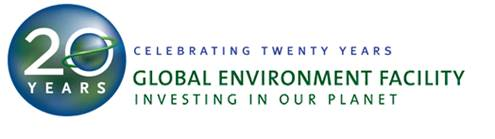 20
YEARS
CELEBRATING TWENTY YEARS
GLOBAL ENVIRONMENT FACILITY
INVESTING IN OUR PLANET